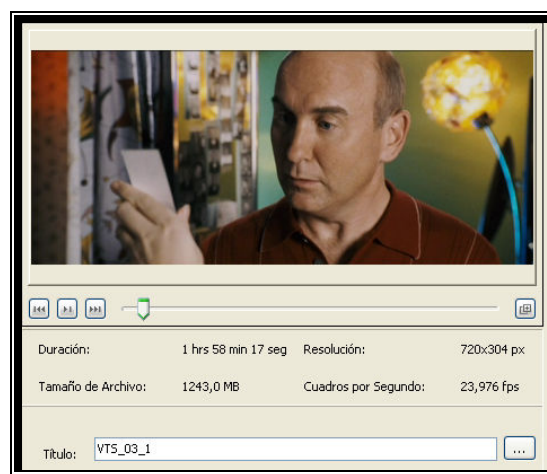 Duración: 1 hrs 58 min 17 seg Resolución: 720x304 px
Tamaño de Archivo: 1243,0 MB Cuadros por Segundo: 23,976 fps
Título: VTS_03_1 ...